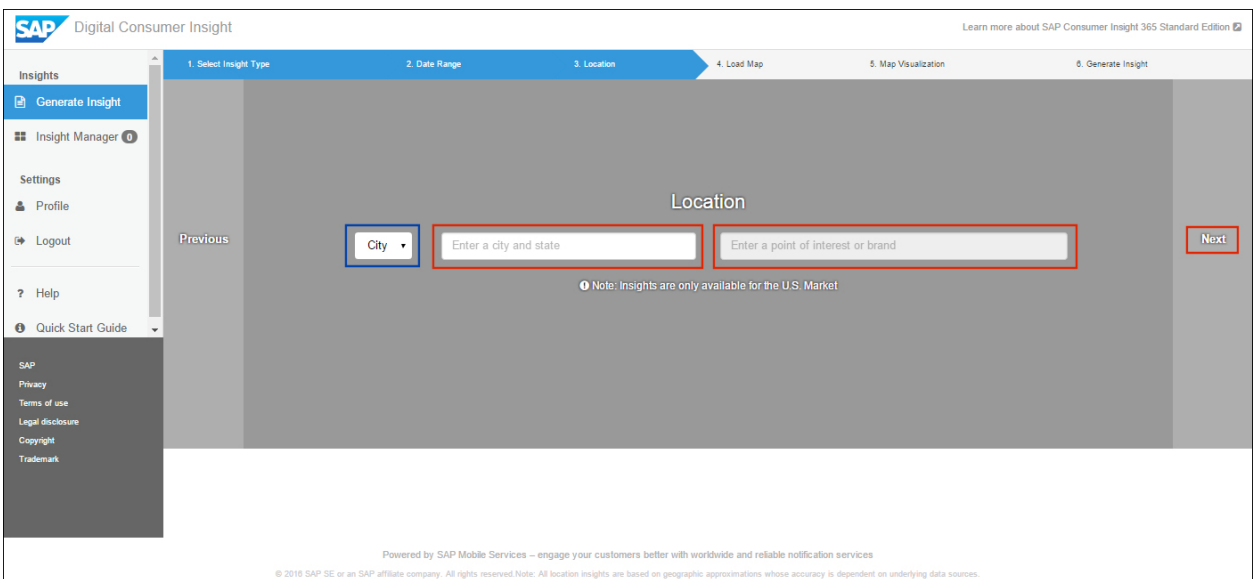 SAP Digital Consumer Insight
Learn more about SAP Consumer Insight 365 Standard Edition
Insights
Generate Insight
Insight Manager 0
Settings
Profile
Logout
? Help
Quick Start Guide
SAP
Privacy
Terms of use
Legal disclosure
Copyright
Trademark
1. Select Insight Type
2. Date Range
3. Location
4. Load Map
5. Map Visualization
6. Generate Insight
Location
Previous
City
Enter a city and state
Enter a point of interest or brand
Next
Note: Insights are only available for the U.S. Market
Powered by SAP Mobile Services – engage your customers better with worldwide and reliable notification services
© 2016 SAP SE or an SAP affiliate company. All rights reserved.Note: All location insights are based on geographic approximations whose accuracy is dependent on underlying data sources.